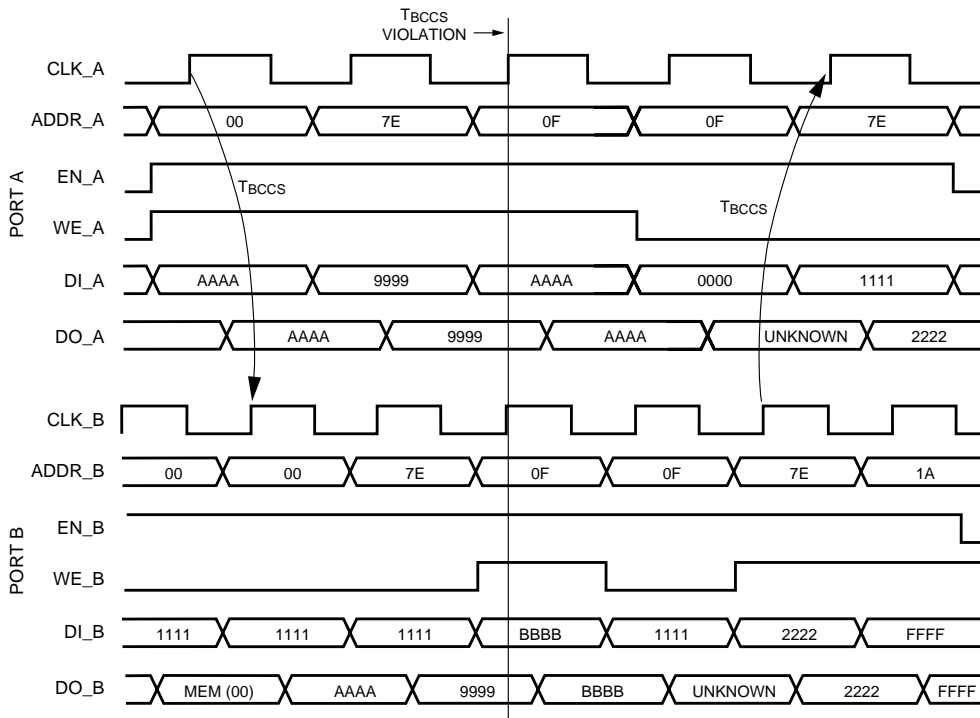 TBCCS
VIOLATION
CLK_A
ADDR_A 00 7E 0F 0F 7E
EN_A
TBCCS TBCCS
WE_A
DI_A AAAA 9999 AAAA 0000 1111
DO_A AAAA 9999 AAAA UNKNOWN 2222
PORT A
CLK_B
ADDR_B 00 00 7E 0F 0F 7E 1A
EN_B
WE_B
DI_B 1111 1111 1111 BBBB 1111 2222 FFFF
DO_B MEM (00) AAAA 9999 BBBB UNKNOWN 2222 FFFF
PORT B